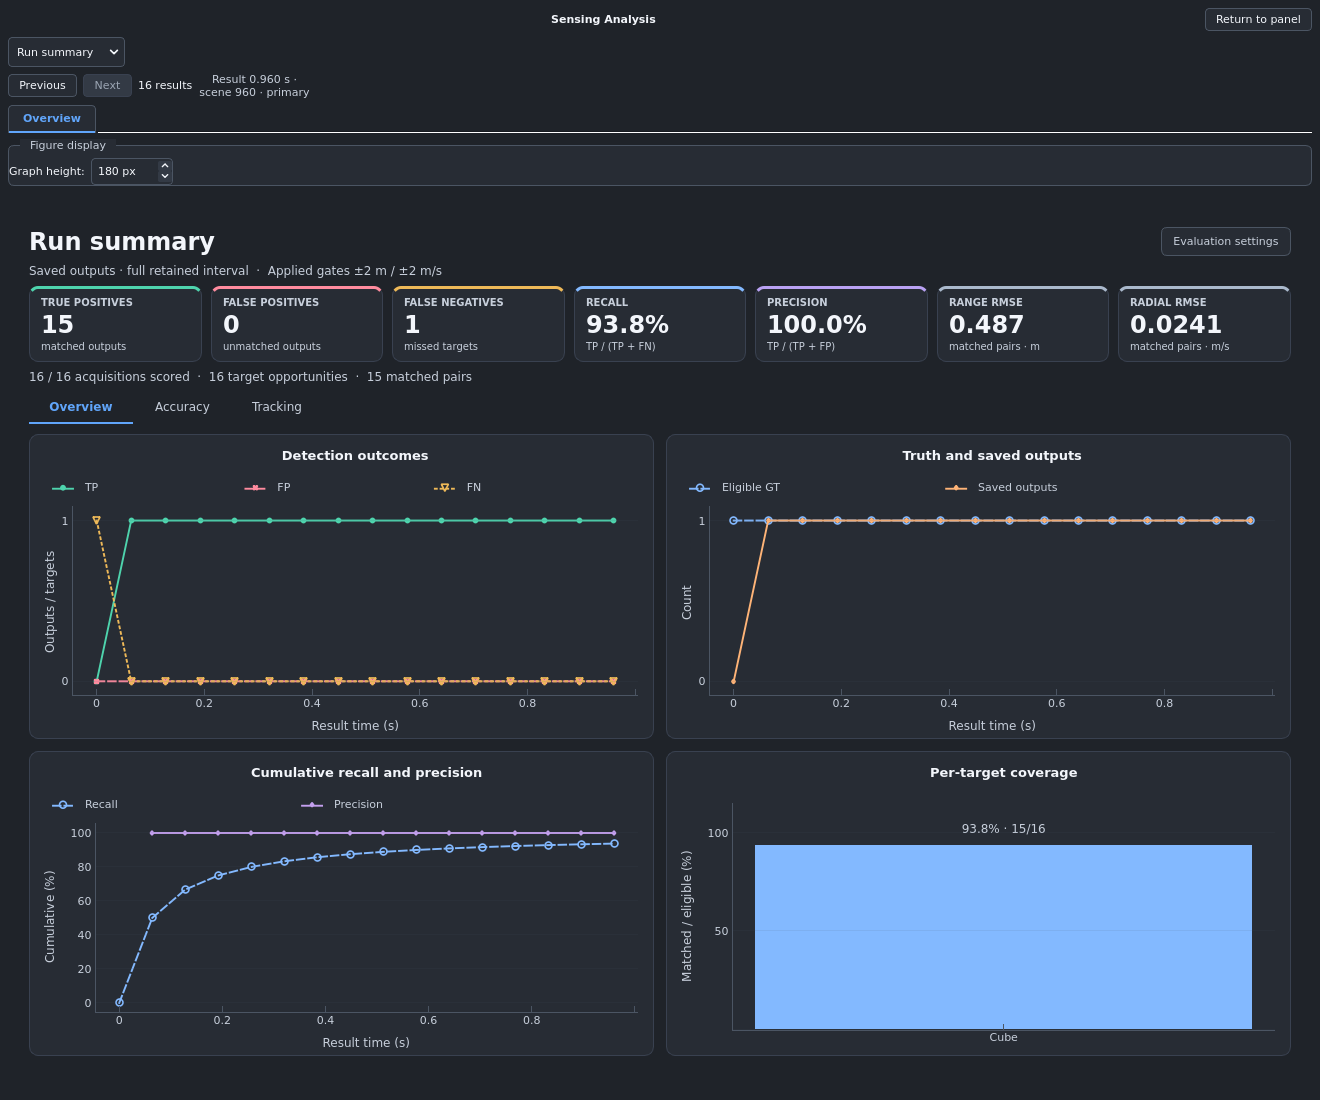 Sensing Analysis
Return to panel
Run summary
Previous
Next
16 results
Result 0.960 s ·
scene 960 · primary
Overview
Figure display
Graph height:
180 px
Run summary
Evaluation settings
Saved outputs · full retained interval · Applied gates ±2 m / ±2 m/s
TRUE POSITIVES
15
matched outputs
FALSE POSITIVES
0
unmatched outputs
FALSE NEGATIVES
1
missed targets
RECALL
93.8%
TP / (TP + FN)
PRECISION
100.0%
TP / (TP + FP)
RANGE RMSE
0.487
matched pairs · m
RADIAL RMSE
0.0241
matched pairs · m/s
16 / 16 acquisitions scored · 16 target opportunities · 15 matched pairs
Overview
Accuracy
Tracking
Detection outcomes
TP
FP
FN
1
0
Outputs / targets
0
0.2
0.4
0.6
0.8
Result time (s)
Truth and saved outputs
Eligible GT
Saved outputs
1
0
Count
0
0.2
0.4
0.6
0.8
Result time (s)
Cumulative recall and precision
Recall
Precision
100
80
60
40
20
0
Cumulative (%)
0
0.2
0.4
0.6
0.8
Result time (s)
Per-target coverage
93.8% · 15/16
100
50
Matched / eligible (%)
Cube